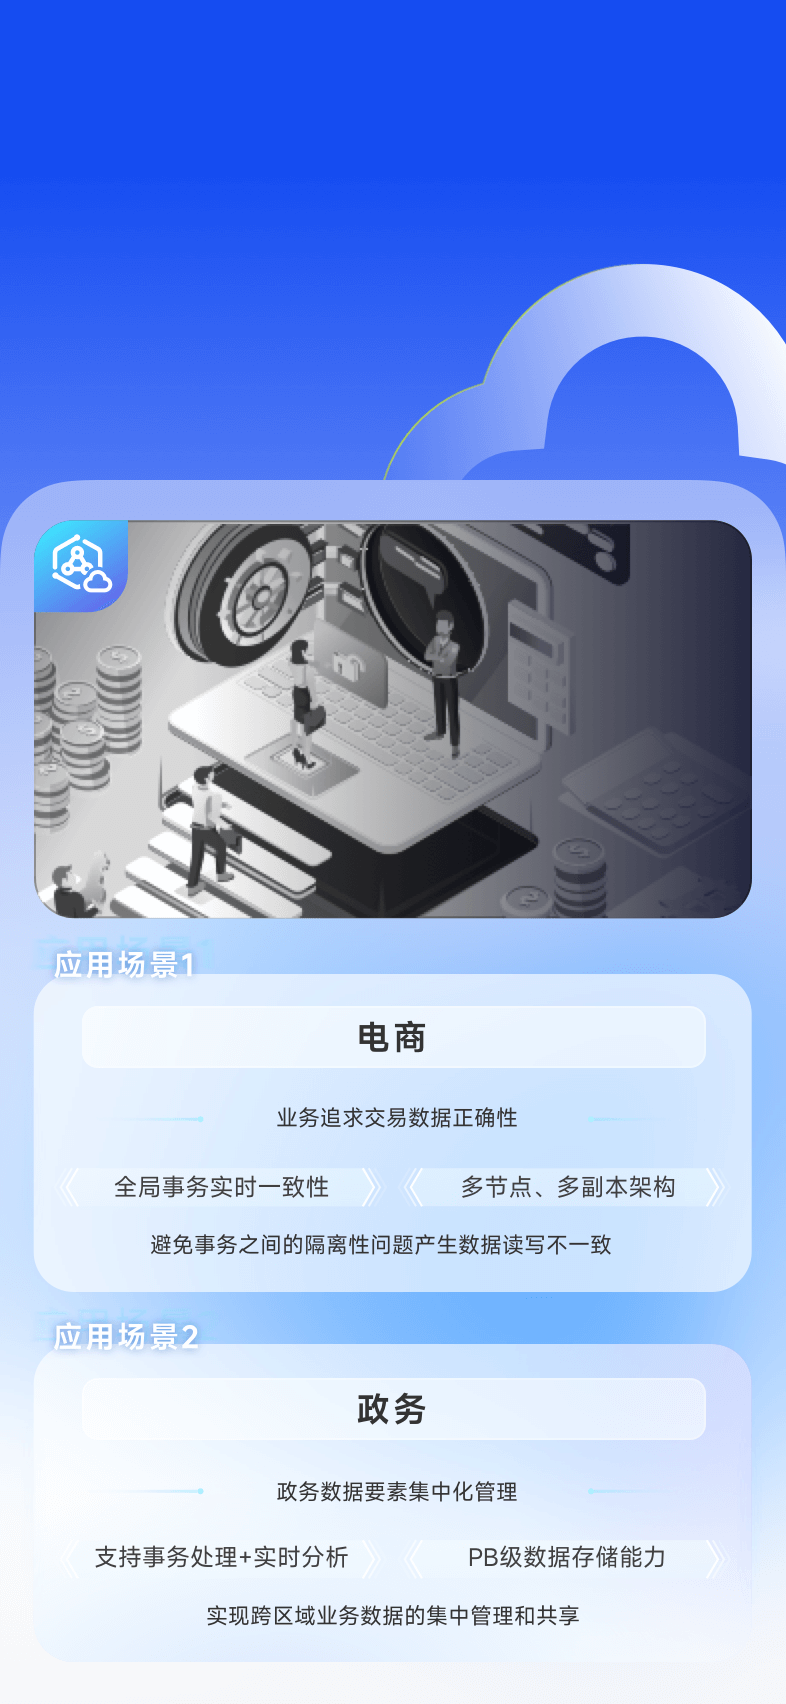 应用场景1
电商
业务追求交易数据正确性
全局事务实时一致性
多节点、多副本架构
避免事务之间的隔离性问题产生数据读写不一致
应用场景2
政务
政务数据要素集中化管理
支持事务处理+实时分析
PB级数据存储能力
实现跨区域业务数据的集中管理和共享